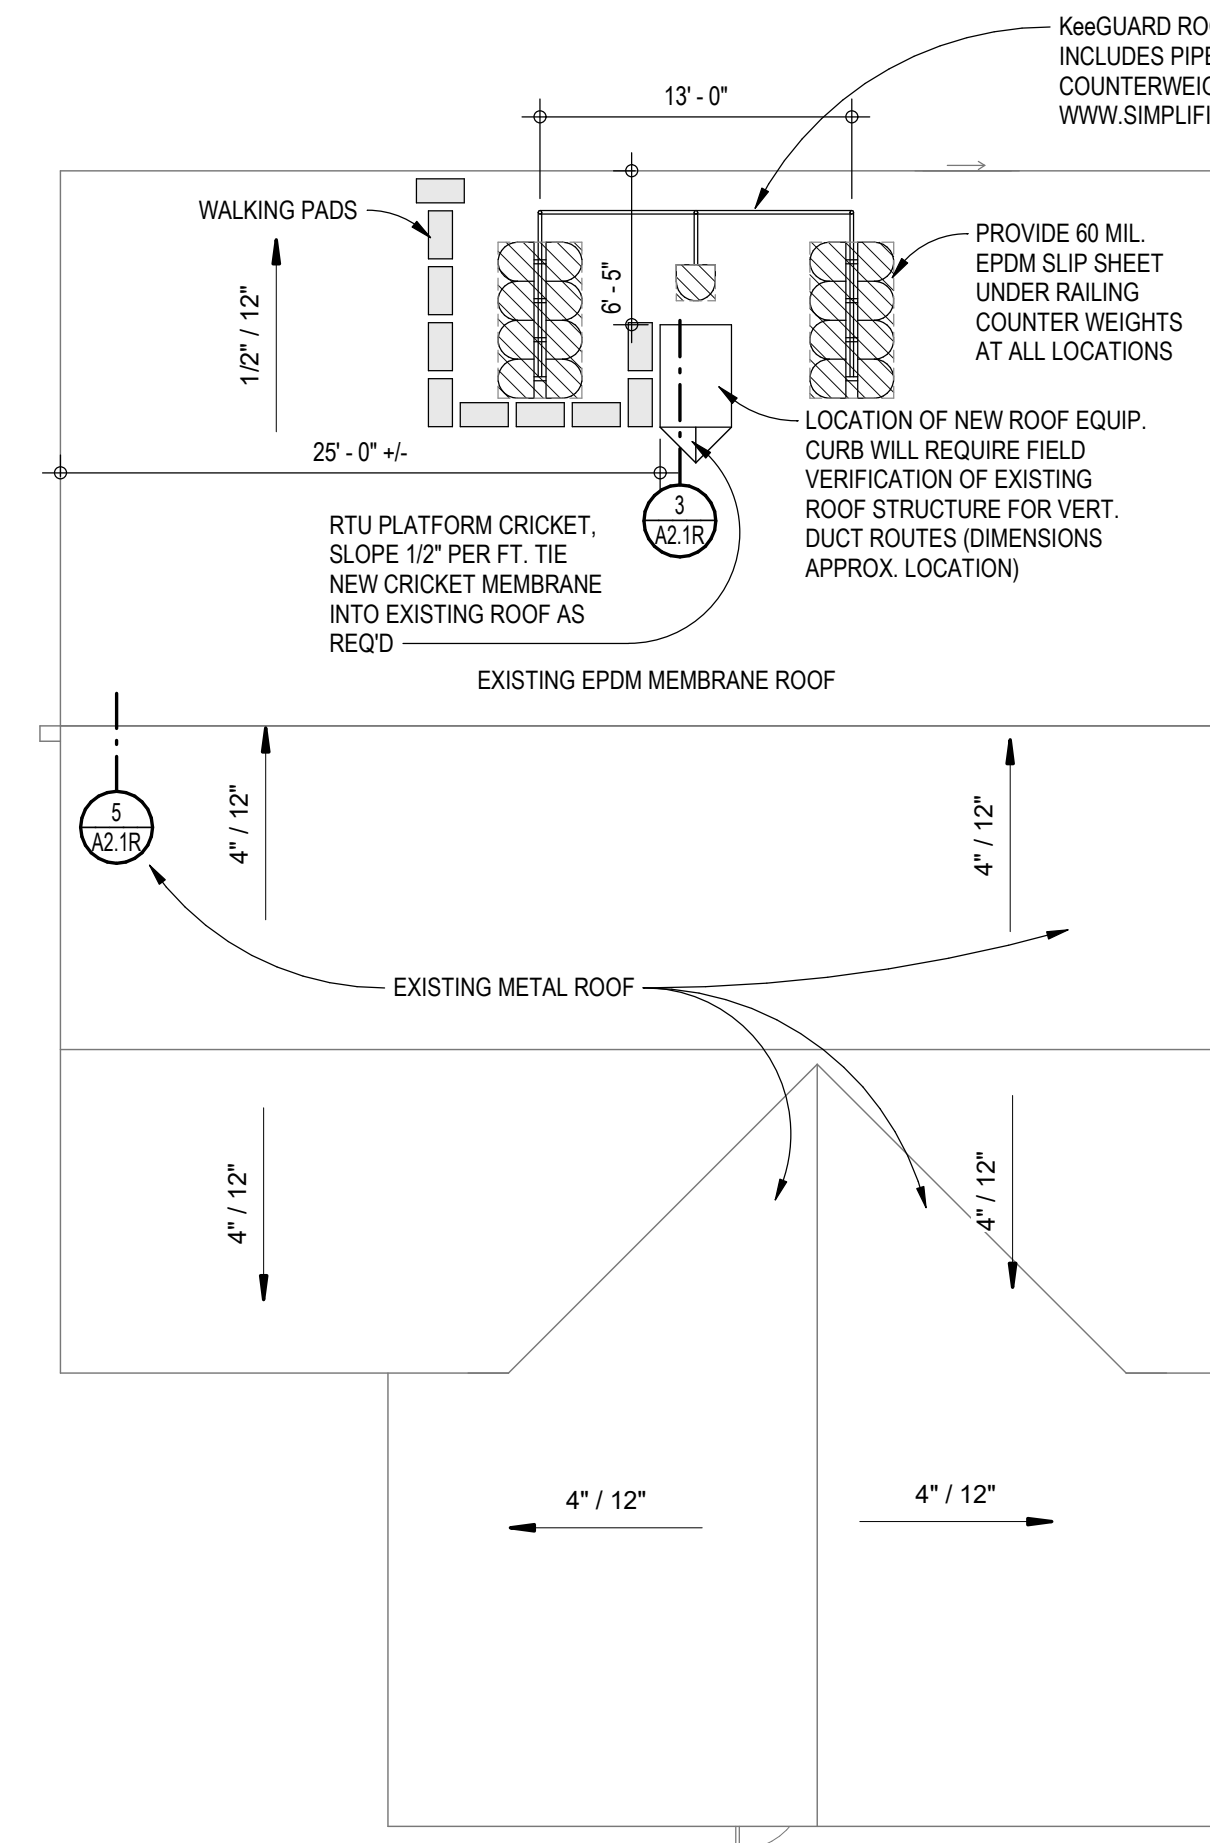 KeeGUARD
INCLUDES
WWW.
13' - 0"
WALKING PADS
1/2" / 12"
6' - 5"
PROVIDE 60 MIL.
EPDM SLIP SHEET
UNDER RAILING
COUNTER WEIGHTS
AT ALL LOCATIONS
25' - 0" +/-
LOCATION OF NEW ROOF EQUIP.
CURB WILL REQUIRE FIELD
VERIFICATION OF EXISTING
ROOF STRUCTURE FOR VERT.
DUCT ROUTES (DIMENSIONS
APPROX. LOCATION)
3
A2.1R
RTU PLATFORM CRICKET,
SLOPE 1/2" PER FT. TIE
NEW CRICKET MEMBRANE
INTO EXISTING ROOF AS
REQ'D
EXISTING EPDM MEMBRANE ROOF
5
A2.1R
4" / 12"
4" / 12"
EXISTING METAL ROOF
4" / 12"
4" / 12"
4" / 12"
4" / 12"